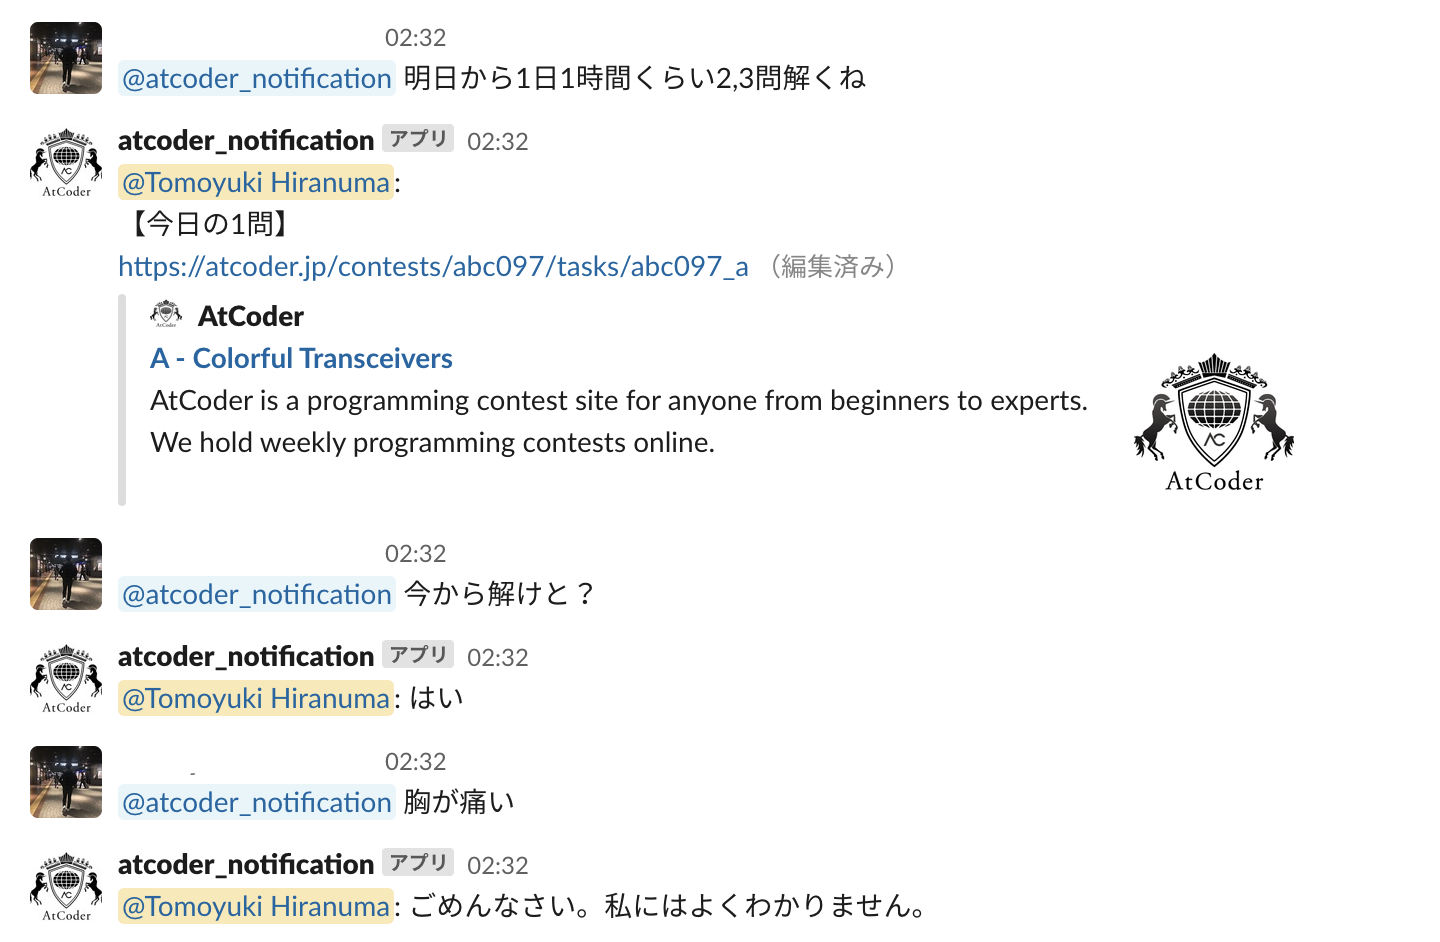 02:32
@atcoder_notification 明日から1日1時間くらい2,3問解くね
atcoder_notification アプリ 02:32
AtCoder
@Tomoyuki Hiranuma:
【今日の1問】
https://atcoder.jp/contests/abc097/tasks/abc097_a （編集済み）
AtCoder
A - Colorful Transceivers
AtCoder is a programming contest site for anyone from beginners to experts.
We hold weekly programming contests online.
AC
AtCoder
02:32
@atcoder_notification 今から解けと？
atcoder_notification アプリ 02:32
AtCoder
@Tomoyuki Hiranuma: はい
02:32
@atcoder_notification 胸が痛い
atcoder_notification アプリ 02:32
AtCoder
@Tomoyuki Hiranuma: ごめんなさい。私にはよくわかりません。